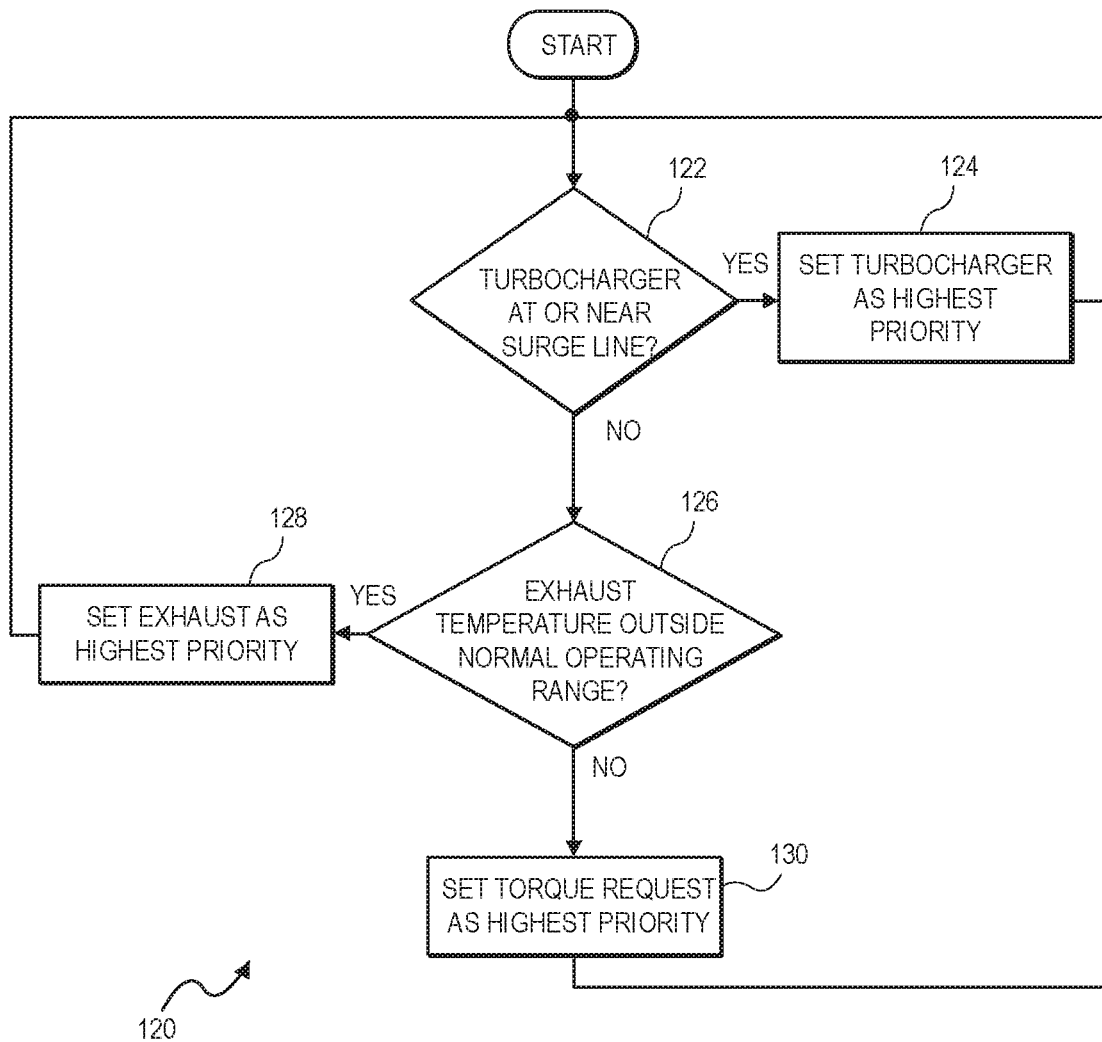 START
122
124
TURBOCHARGER
AT OR NEAR
SURGE LINE?
YES
SET TURBOCHARGER
AS HIGHEST
PRIORITY
NO
126
128
EXHAUST
TEMPERATURE OUTSIDE
NORMAL OPERATING
RANGE?
YES
SET EXHAUST AS
HIGHEST PRIORITY
NO
130
SET TORQUE REQUEST
AS HIGHEST PRIORITY
120